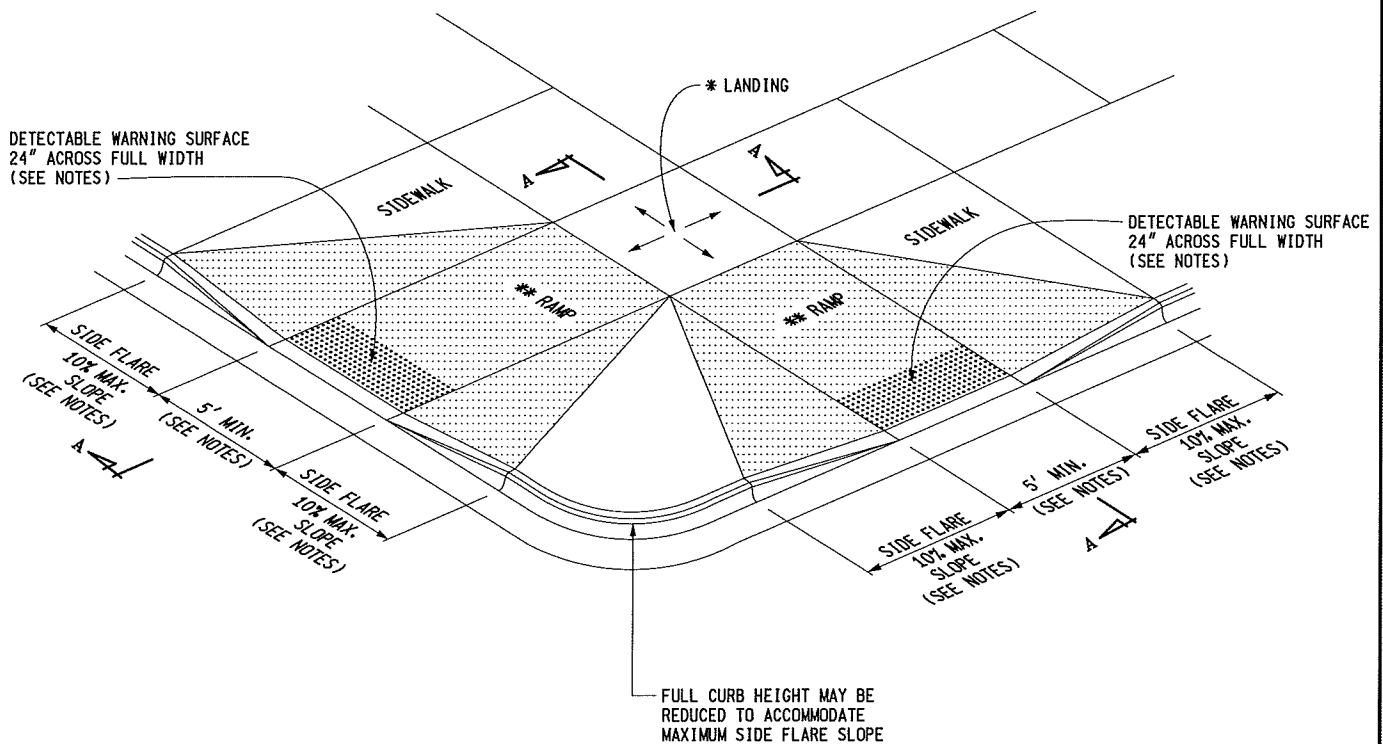 * LANDING
DETECTABLE WARNING SURFACE
24" ACROSS FULL WIDTH
(SEE NOTES)
A
A
SIDEWALK
SIDEWALK
DETECTABLE WARNING SURFACE
24" ACROSS FULL WIDTH
(SEE NOTES)
** RAMP
** RAMP
SIDE FLARE
10% MAX.
SLOPE
(SEE NOTES)
5' MIN.
(SEE NOTES)
SIDE FLARE
10% MAX.
SLOPE
(SEE NOTES)
A
SIDE FLARE
10% MAX.
SLOPE
(SEE NOTES)
5' MIN.
(SEE NOTES)
SIDE FLARE
10% MAX.
SLOPE
(SEE NOTES)
A
FULL CURB HEIGHT MAY BE
REDUCED TO ACCOMMODATE
MAXIMUM SIDE FLARE SLOPE